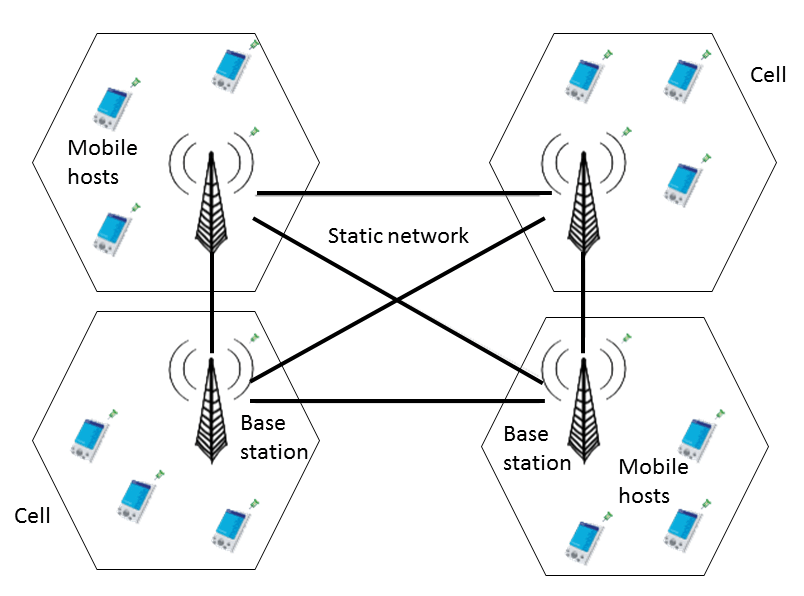 Cell
Mobile
hosts
Static network
Base
station
Base
station
Mobile
hosts
Cell